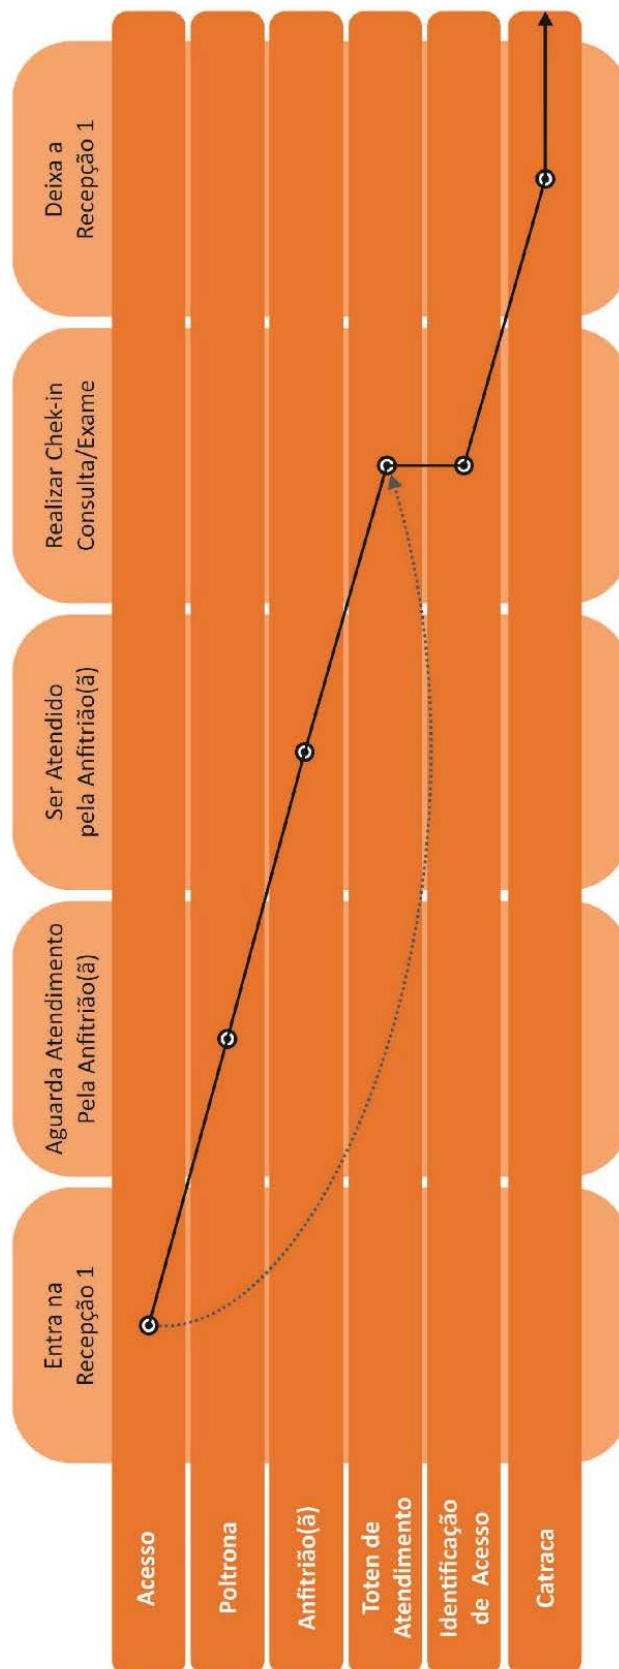 Entra na
Recepção 1
Aguarda Atendimento
Pela Anfitrião(ã)
Ser Atendido
pela Anfitrião(ã)
Realizar Chek-in
Consulta/Exame
Deixa a
Recepção 1
Acesso
Poltrona
Anfitrião(ã)
Toten de
Atendimento
Identificação
de Acesso
Catraca